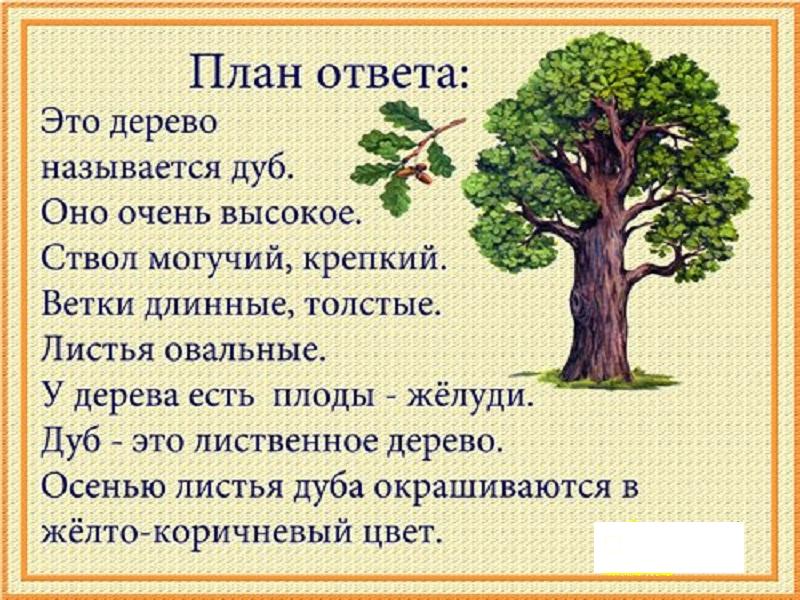 План ответа:
Это дерево
называется дуб.
Оно очень высокое.
Ствол могучий, крепкий.
Ветки длинные, толстые.
Листья овальные.
У дерева есть плоды - жёлуди.
Дуб - это лиственное дерево.
Осенью листья дуба окрашиваются в
жёлто-коричневый цвет.